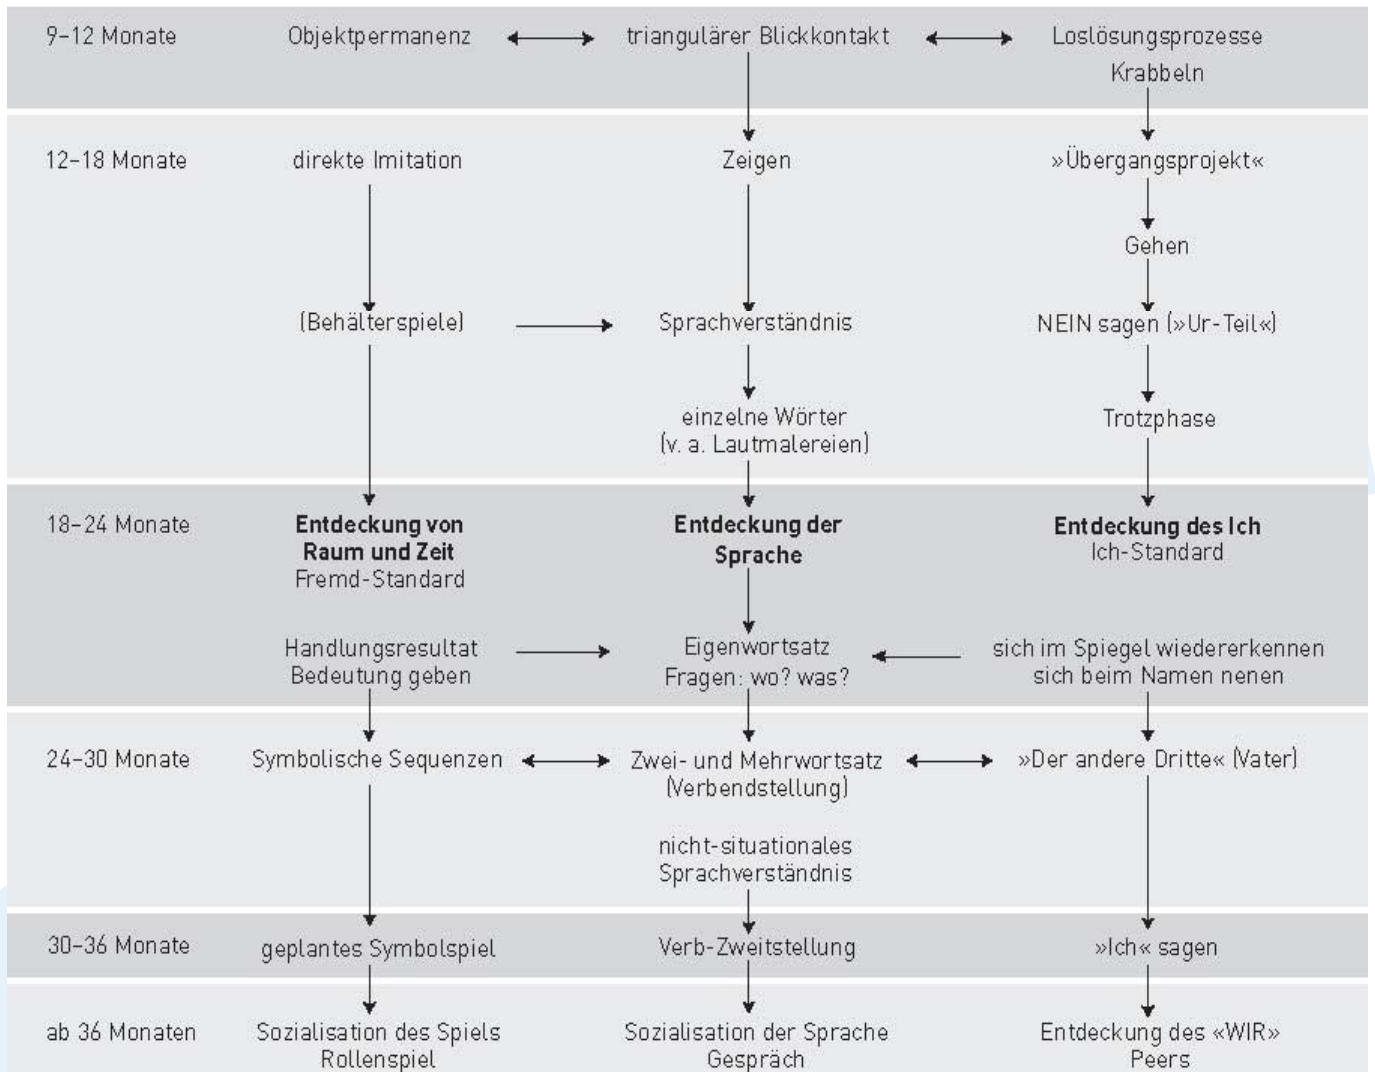 9–12 Monate Objektpermanenz triangulärer Blickkontakt Loslösungsprozesse
Krabbeln
12–18 Monate direkte Imitation Zeigen »Übergangsprojekt«
Gehen
(Behälterspiele) Sprachverständnis NEIN sagen (»Ur-Teil«)
einzelne Wörter Trotzphase
(v. a. Lautmalereien)
18–24 Monate Entdeckung von Entdeckung der Entdeckung des Ich
Raum und Zeit Sprache Ich-Standard
Fremd-Standard
Handlungsresultat Eigenwortsatz sich im Spiegel wiedererkennen
Bedeutung geben Fragen: wo? was? sich beim Namen nenen
24–30 Monate Symbolische Sequenzen Zwei- und Mehrwortsatz »Der andere Dritte« (Vater)
(Verbendstellung)
nicht-situationales
Sprachverständnis
30–36 Monate geplantes Symbolspiel Verb-Zweitstellung »Ich« sagen
ab 36 Monaten Sozialisation des Spiels Sozialisation der Sprache Entdeckung des «WIR»
Rollenspiel Gespräch Peers